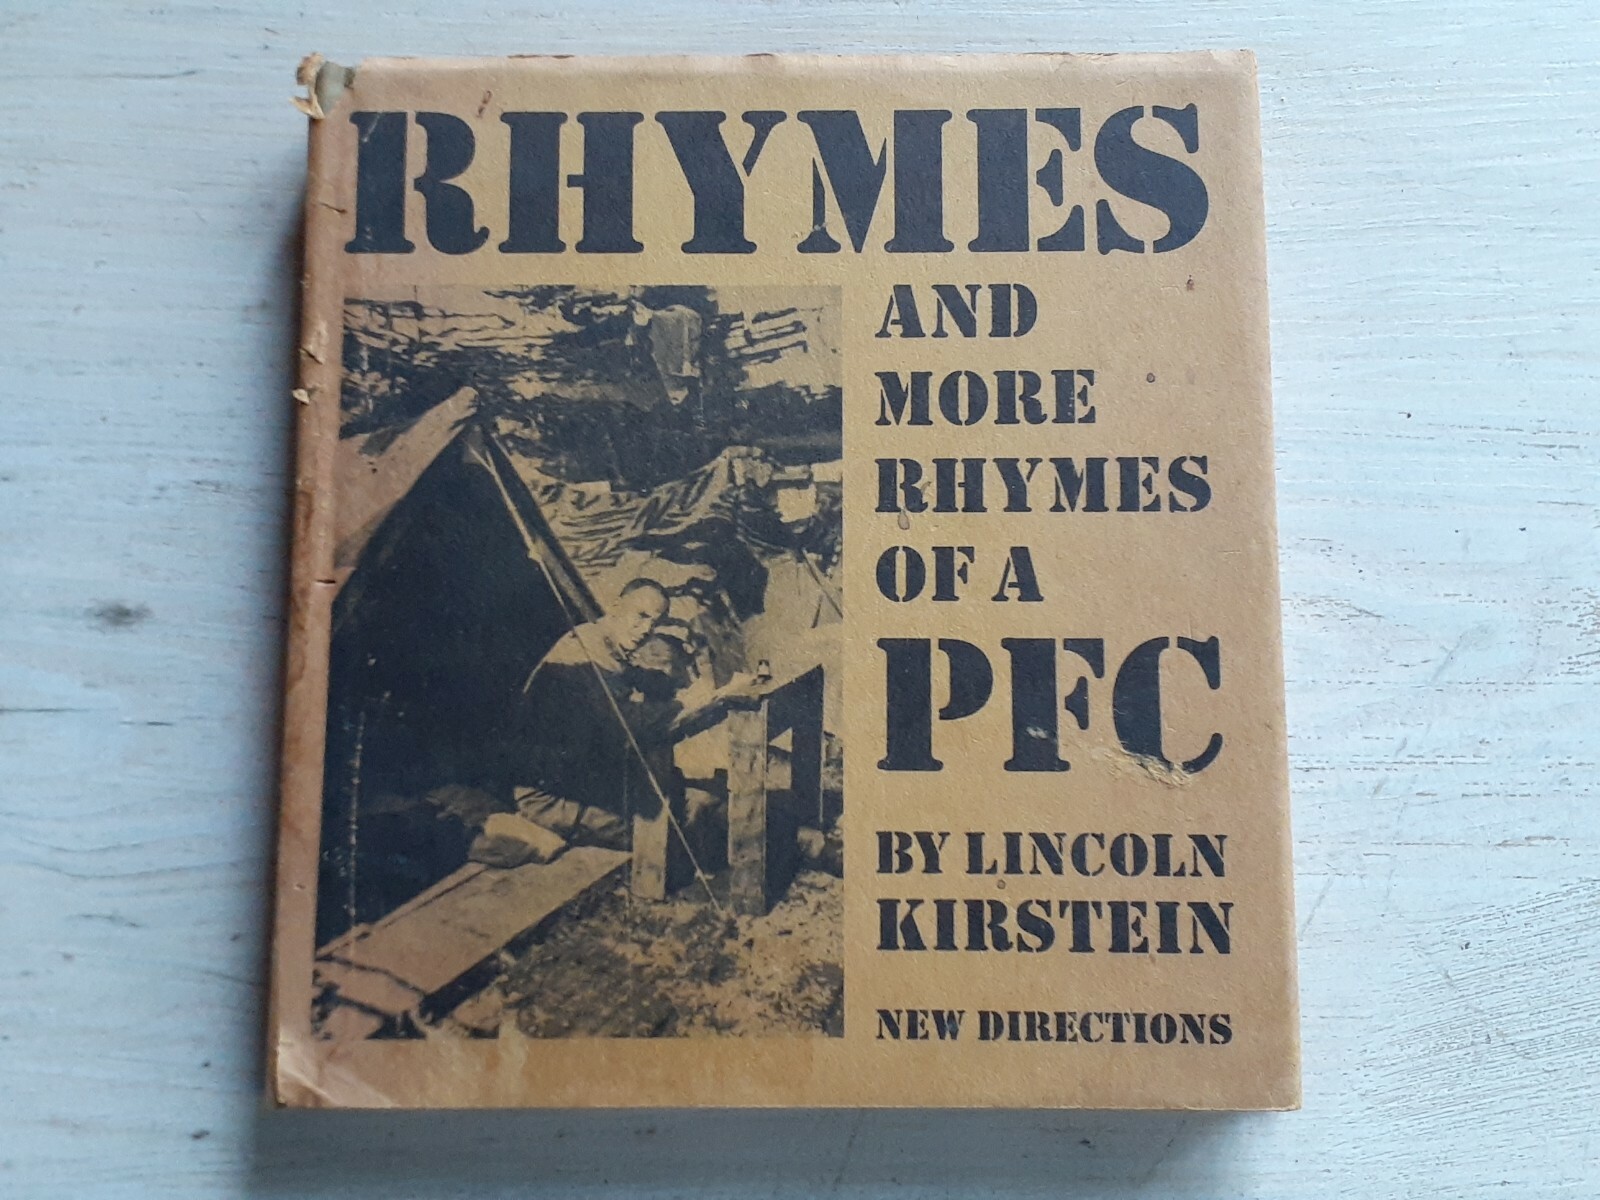 RHYMES
AND
MORE
RHYMES
OF A
PFC
BY LINCOLN
KIRSTEIN
NEW DIRECTIONS